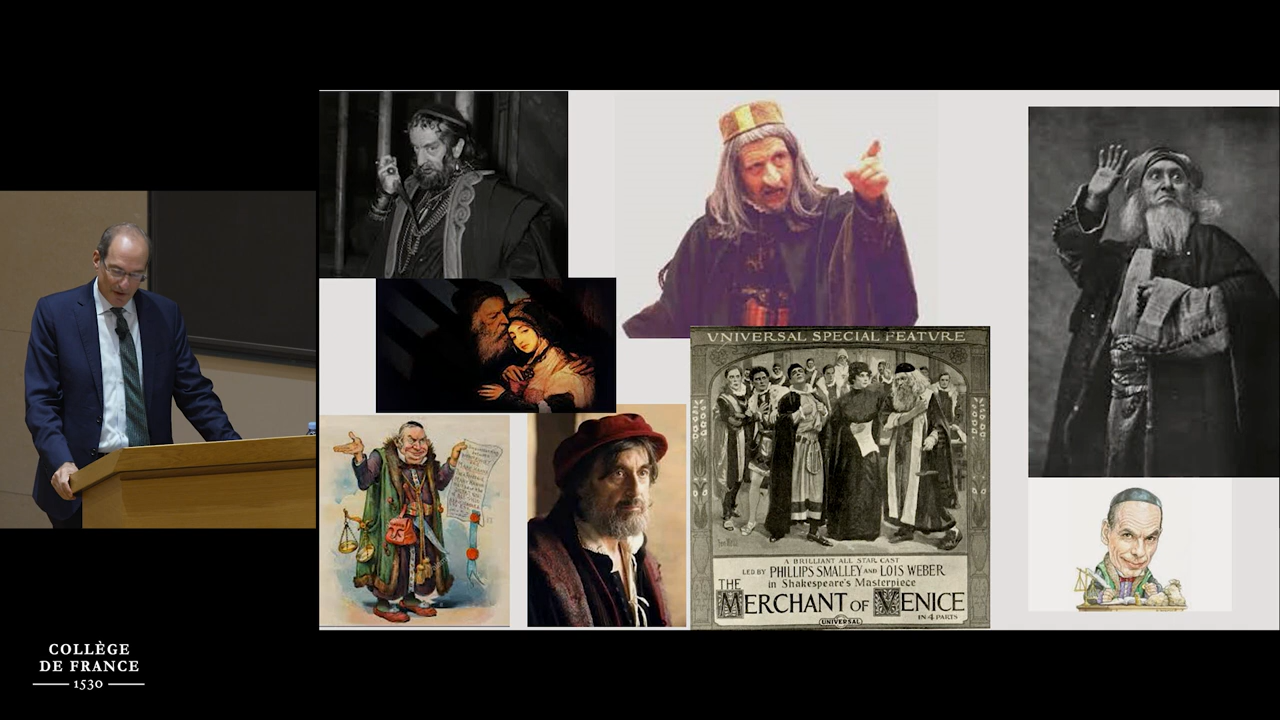 UNIVERSAL SPECIAL FEATURE
A BRILLIANT ALL STAR CAST
LED BY PHILLIPS SMALLEY AND LOIS WEBER
in Shakespeare's Masterpiece
THE
MERCHANT OF VENICE
IN 4 PARTS
UNIVERSAL
COLLÈGE
DE FRANCE
1530